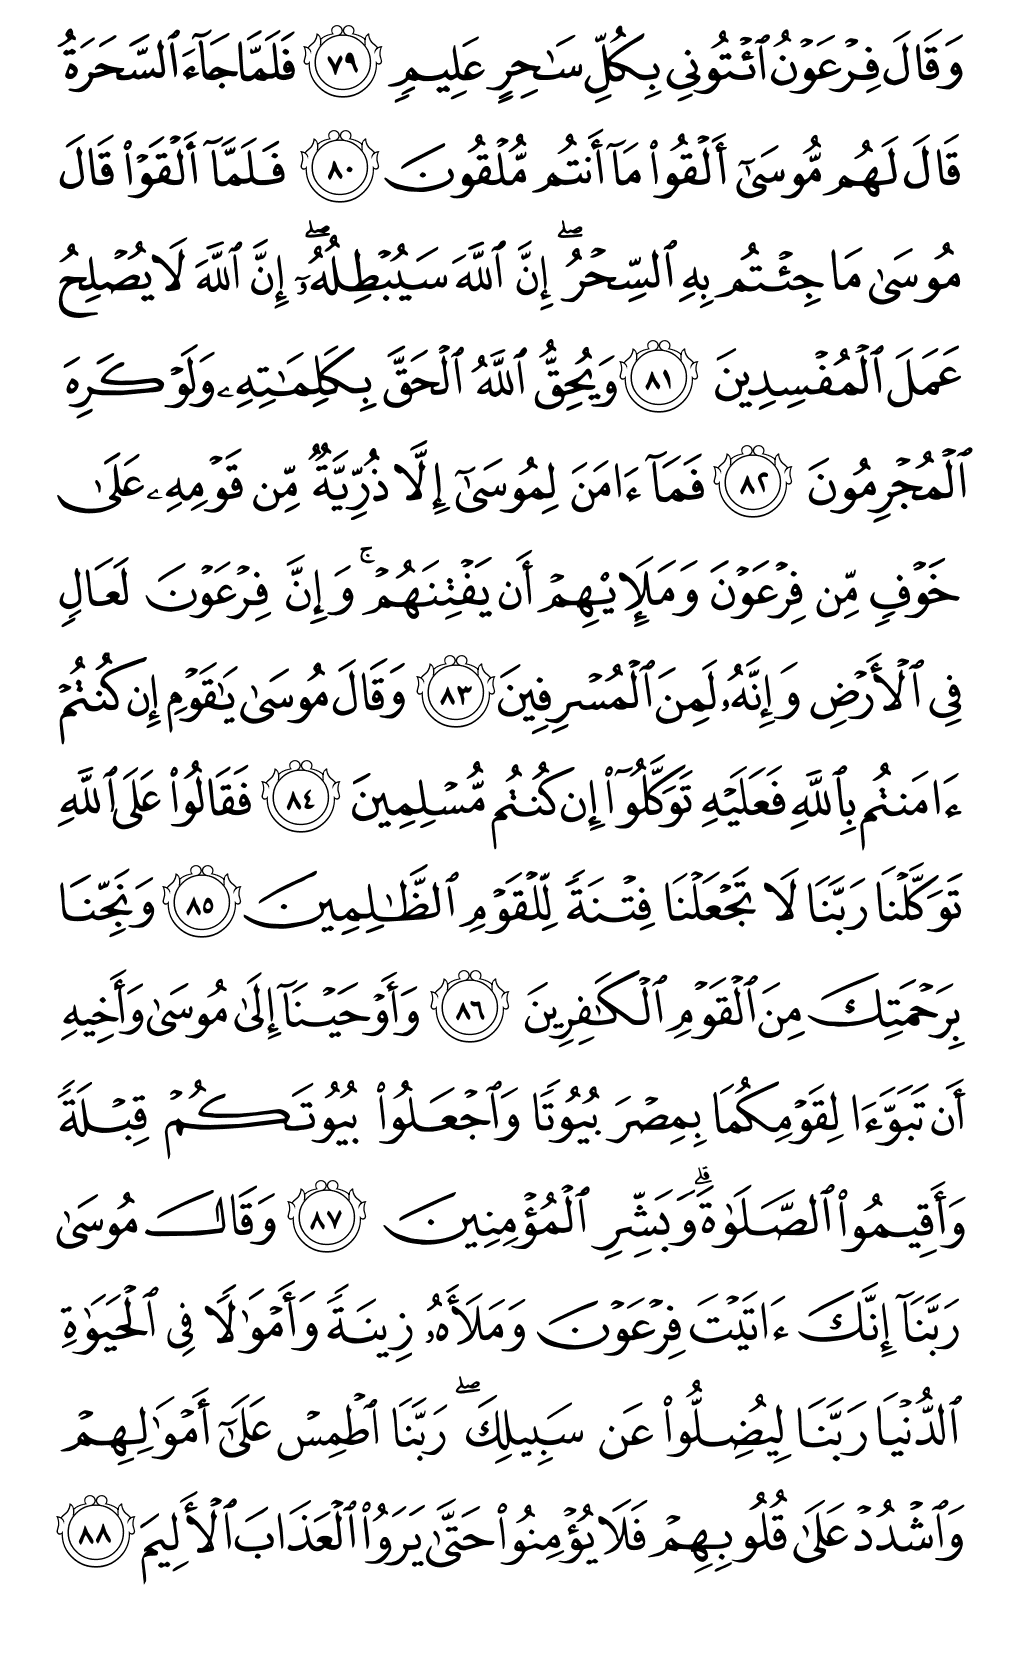 وَقَالَ فِرۡعَوۡنُ ٱئۡتُونِي بِكُلِّ سَٰحِرٍ عَلِيمٖ ٧٩ فَلَمَّا جَآءَ ٱلسَّحَرَةُ
قَالَ لَهُم مُّوسَىٰٓ أَلۡقُواْ مَآ أَنتُم مُّلۡقُونَ ٨٠ فَلَمَّآ أَلۡقَوۡاْ قَالَ
مُوسَىٰ مَا جِئۡتُم بِهِ ٱلسِّحۡرُۖ إِنَّ ٱللَّهَ سَيُبۡطِلُهُۥٓۖ إِنَّ ٱللَّهَ لَا يُصۡلِحُ
عَمَلَ ٱلۡمُفۡسِدِينَ ٨١ وَيُحِقُّ ٱللَّهُ ٱلۡحَقَّ بِكَلِمَٰتِهِۦ وَلَوۡ كَرِهَ
ٱلۡمُجۡرِمُونَ ٨٢ فَمَآ ءَامَنَ لِمُوسَىٰٓ إِلَّا ذُرِّيَّةٞ مِّن قَوۡمِهِۦ عَلَىٰ
خَوۡفٖ مِّن فِرۡعَوۡنَ وَمَلَإِيْهِمۡ أَن يَفۡتِنَهُمۡۚ وَإِنَّ فِرۡعَوۡنَ لَعَالٖ
فِي ٱلۡأَرۡضِ وَإِنَّهُۥ لَمِنَ ٱلۡمُسۡرِفِينَ ٨٣ وَقَالَ مُوسَىٰ يَٰقَوۡمِ إِن كُنتُمۡ
ءَامَنتُم بِٱللَّهِ فَعَلَيۡهِ تَوَكَّلُوٓاْ إِن كُنتُم مُّسۡلِمِينَ ٨٤ فَقَالُواْ عَلَى ٱللَّهِ
تَوَكَّلۡنَا رَبَّنَا لَا تَجۡعَلۡنَا فِتۡنَةٗ لِّلۡقَوۡمِ ٱلظَّٰلِمِينَ ٨٥ وَنَجِّنَا
بِرَحۡمَتِكَ مِنَ ٱلۡقَوۡمِ ٱلۡكَٰفِرِينَ ٨٦ وَأَوۡحَيۡنَآ إِلَىٰ مُوسَىٰ وَأَخِيهِ
أَن تَبَوَّءَا لِقَوۡمِكُمَا بِمِصۡرَ بُيُوتٗا وَٱجۡعَلُواْ بُيُوتَكُمۡ قِبۡلَةٗ
وَأَقِيمُواْ ٱلصَّلَوٰةَۗ وَبَشِّرِ ٱلۡمُؤۡمِنِينَ ٨٧ وَقَالَ مُوسَىٰ
رَبَّنَآ إِنَّكَ ءَاتَيۡتَ فِرۡعَوۡنَ وَمَلَأَهُۥ زِينَةٗ وَأَمۡوَٰلٗا فِي ٱلۡحَيَوٰةِ
ٱلدُّنۡيَا رَبَّنَا لِيُضِلُّواْ عَن سَبِيلِكَۖ رَبَّنَا ٱطۡمِسۡ عَلَىٰٓ أَمۡوَٰلِهِمۡ
وَٱشۡدُدۡ عَلَىٰ قُلُوبِهِمۡ فَلَا يُؤۡمِنُواْ حَتَّىٰ يَرَوُاْ ٱلۡعَذَابَ ٱلۡأَلِيمَ ٨٨